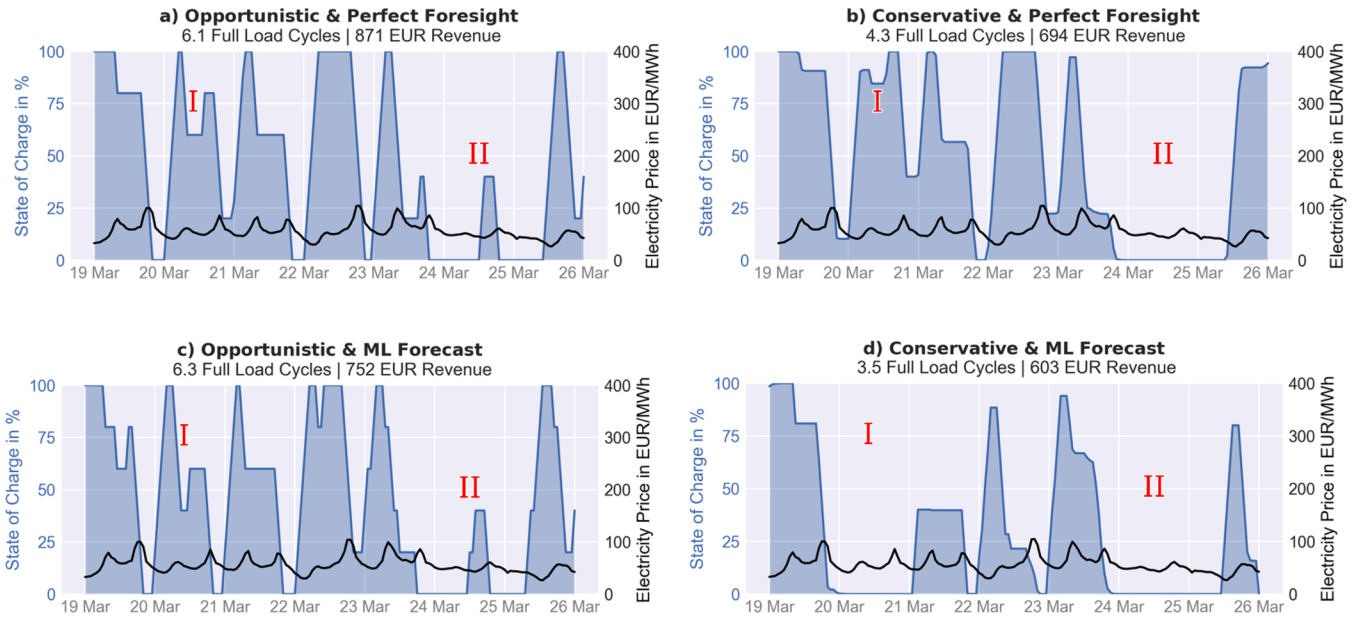 a) Opportunistic & Perfect Foresight
6.1 Full Load Cycles | 871 EUR Revenue
State of Charge in %
100
75
50
25
0
I
II
400
300
200
100
0
Electricity Price in EUR/MWh
19 Mar 20 Mar 21 Mar 22 Mar 23 Mar 24 Mar 25 Mar 26 Mar
b) Conservative & Perfect Foresight
4.3 Full Load Cycles | 694 EUR Revenue
State of Charge in %
100
75
50
25
0
I
II
400
300
200
100
0
Electricity Price in EUR/MWh
19 Mar 20 Mar 21 Mar 22 Mar 23 Mar 24 Mar 25 Mar 26 Mar
c) Opportunistic & ML Forecast
6.3 Full Load Cycles | 752 EUR Revenue
State of Charge in %
100
75
50
25
0
I
II
400
300
200
100
0
Electricity Price in EUR/MWh
19 Mar 20 Mar 21 Mar 22 Mar 23 Mar 24 Mar 25 Mar 26 Mar
d) Conservative & ML Forecast
3.5 Full Load Cycles | 603 EUR Revenue
State of Charge in %
100
75
50
25
0
I
II
400
300
200
100
0
Electricity Price in EUR/MWh
19 Mar 20 Mar 21 Mar 22 Mar 23 Mar 24 Mar 25 Mar 26 Mar